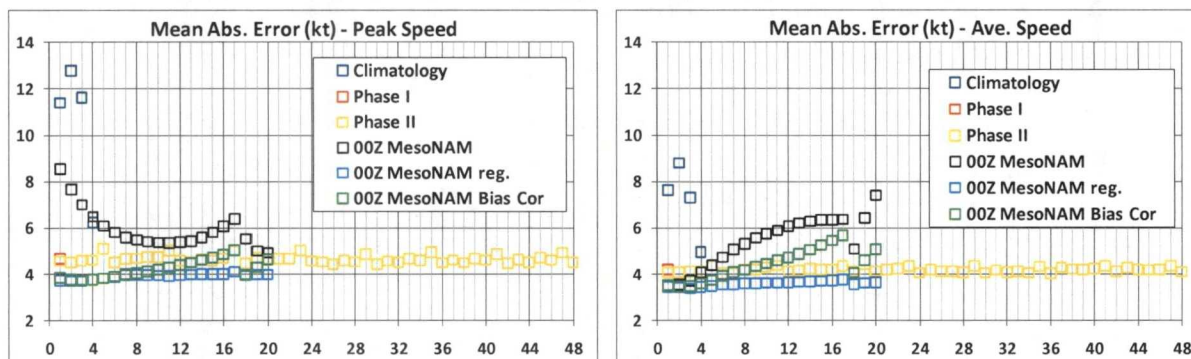 Mean Abs. Error (kt) - Peak Speed
14
12
10
8
6
4
2
Climatology
Phase I
Phase II
00Z MesoNAM
00Z MesoNAM reg.
00Z MesoNAM Bias Cor
0 4 8 12 16 20 24 28 32 36 40 44 48
Mean Abs. Error (kt) - Ave. Speed
14
12
10
8
6
4
2
Climatology
Phase I
Phase II
00Z MesoNAM
00Z MesoNAM reg.
00Z MesoNAM Bias Cor
0 4 8 12 16 20 24 28 32 36 40 44 48